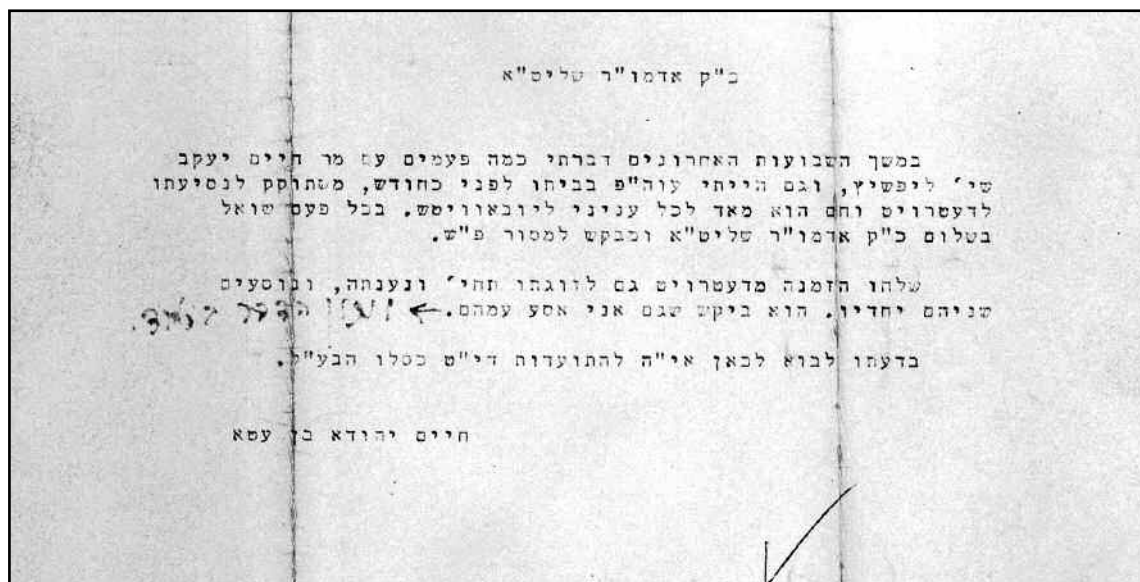 כ"ק אדמו"ר שליט"א
במשך השבועות האחרונים דברתי כמה פעמים עם מר חיים יעקב
שי' ליפשיץ, וגם הייתי עוה"פ בביתו לפני כחודש, משתוקק לנסיעתו
לדעטרויט וחם הוא מאד לכל עניני ליובאוויטש. בכל פעם שואל
בשלום כ"ק אדמו"ר שליט"א ומבקש למסור פ"ש.
שלחו הזמנה מדעטרויט גם לזוגתו תחי' ונענתה, ונוסעים
שניהם יחדיו. הוא ביקש שגם אני אסע עמהם. ←
בדעתו לבוא לכאן אי"ה להתועדות די"ט כסלו הבע"ל.
חיים יהודא בן עטא